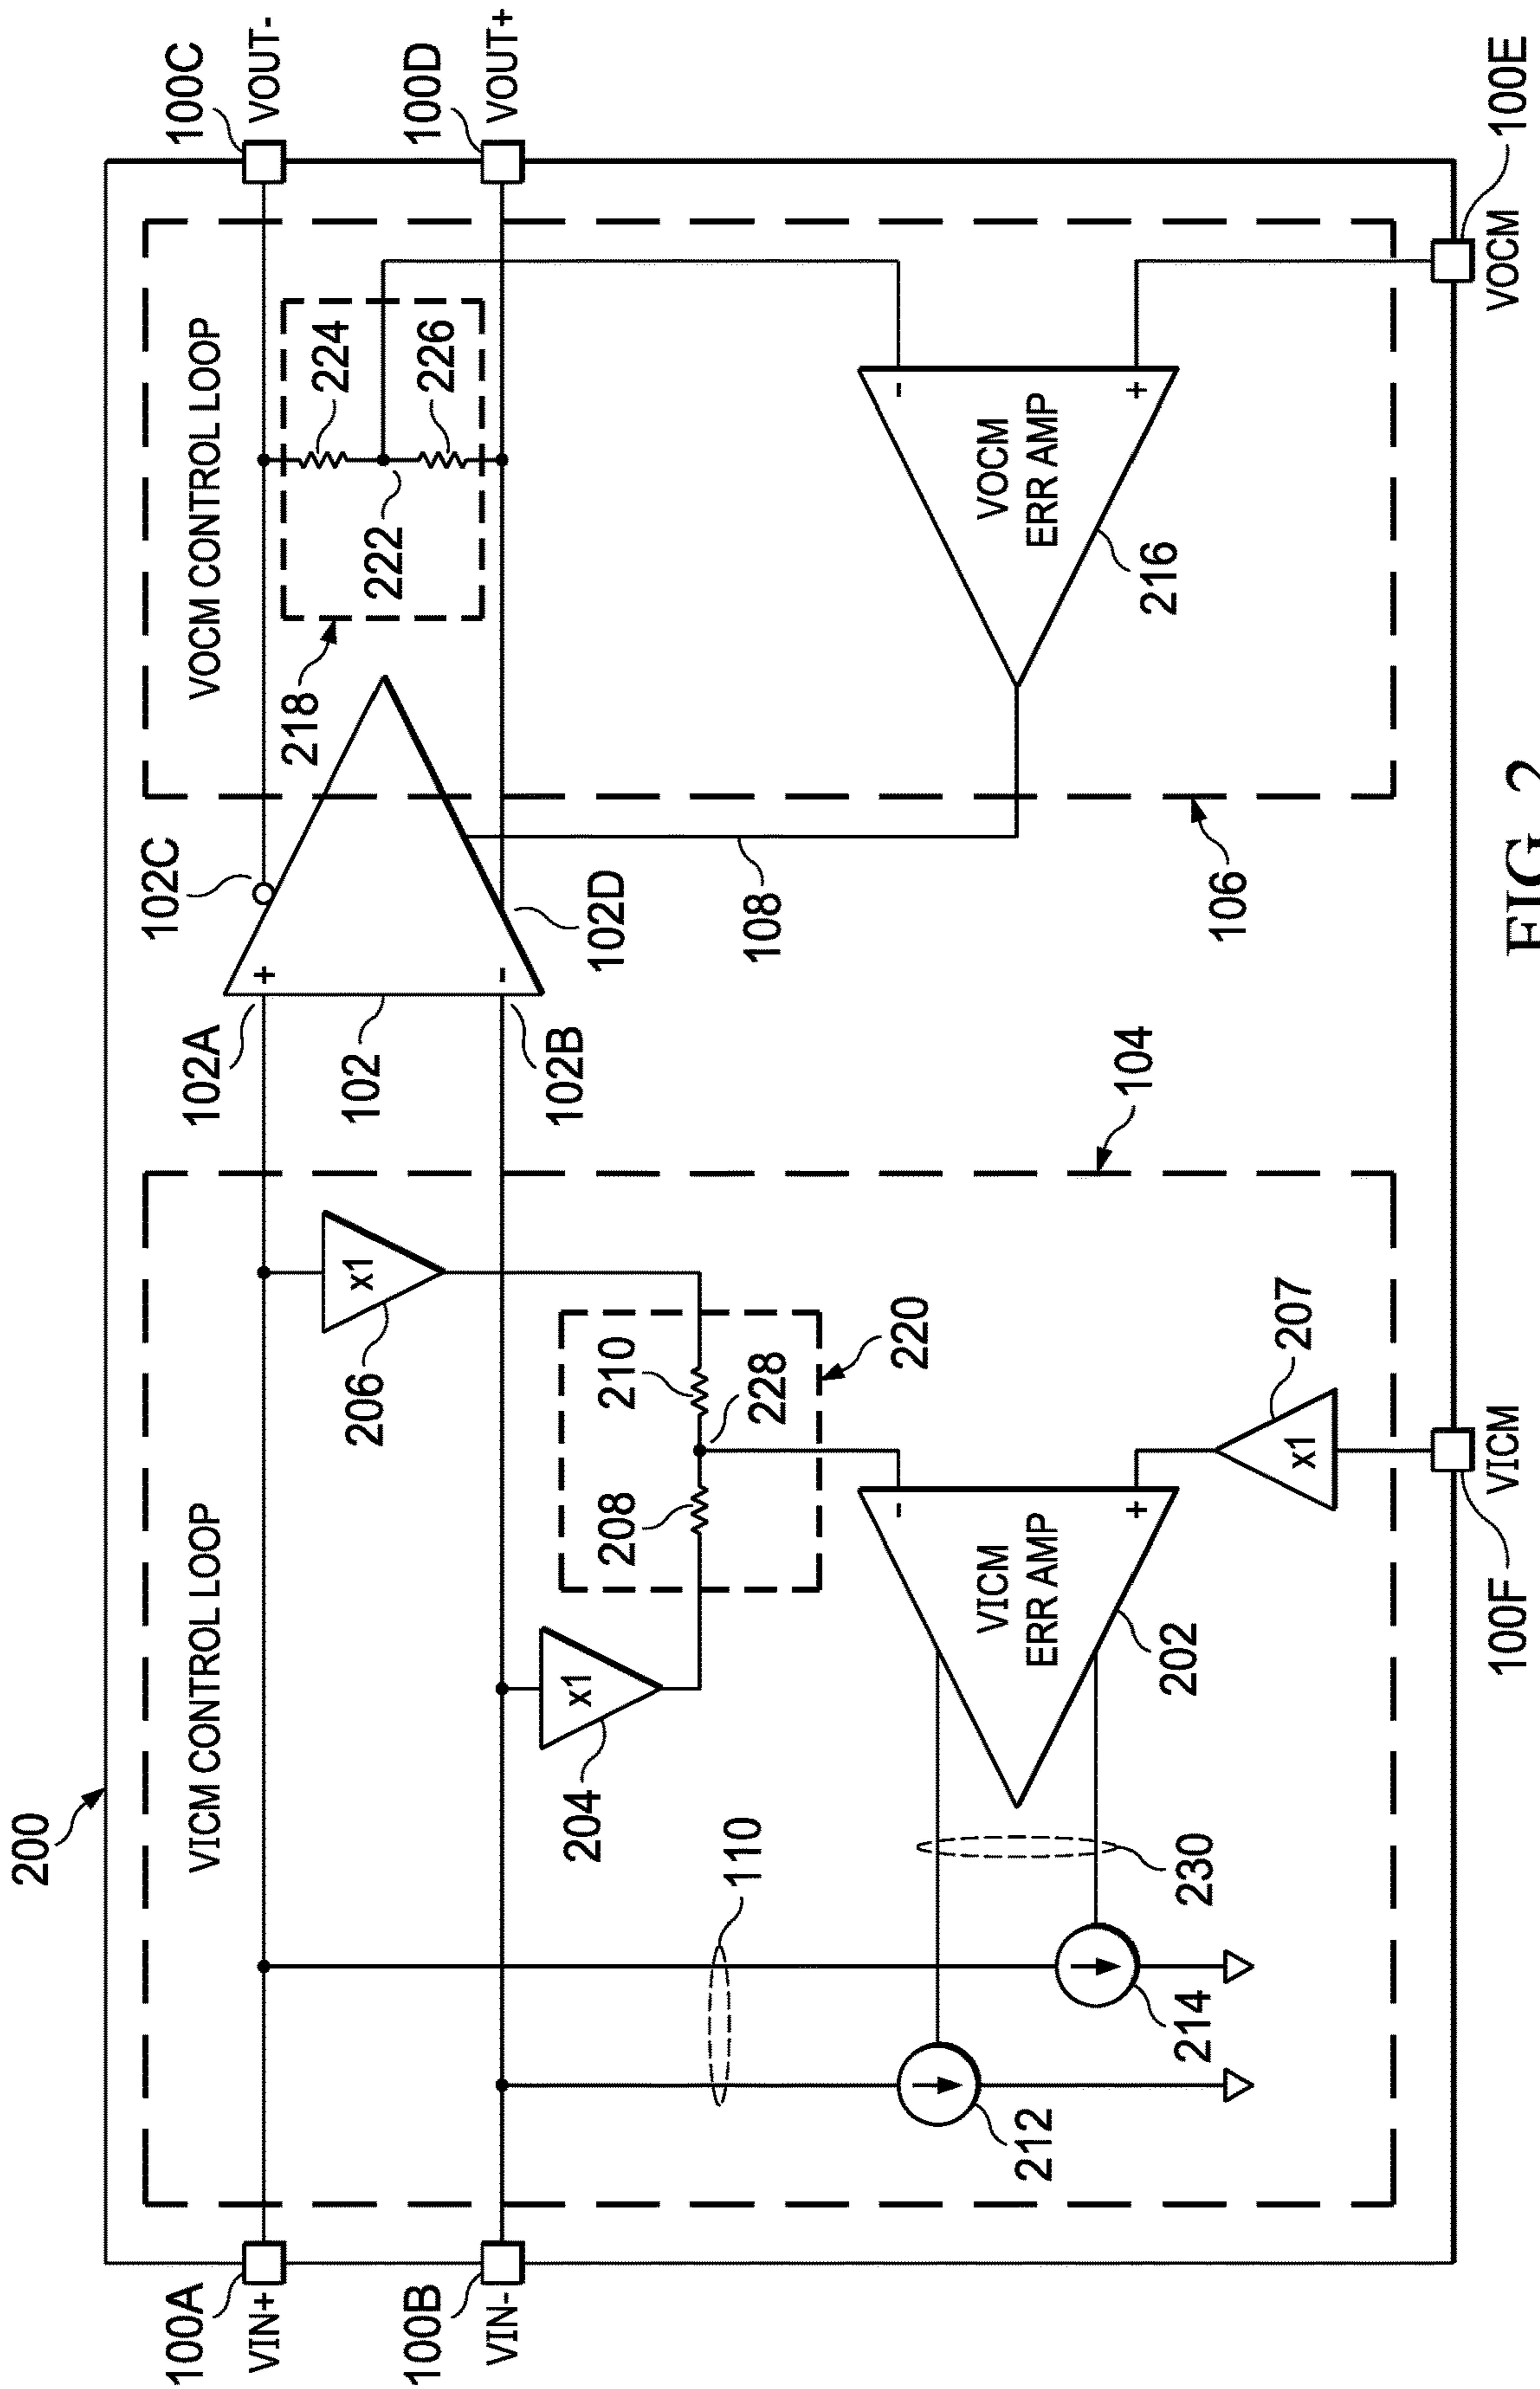 200
VICM CONTROL LOOP
VOCM CONTROL LOOP
100A
VIN+
100B
VIN-
102A
102
102B
102C
102D
+
-
100C
VOUT-
100D
VOUT+
218
224
222
226
206
x1
204
x1
110
208
210
228
220
108
104
106
212
214
230
VICM
ERR AMP
-
+
202
207
x1
VOCM
ERR AMP
-
+
216
100F
VICM
100E
VOCM
FIG. 2